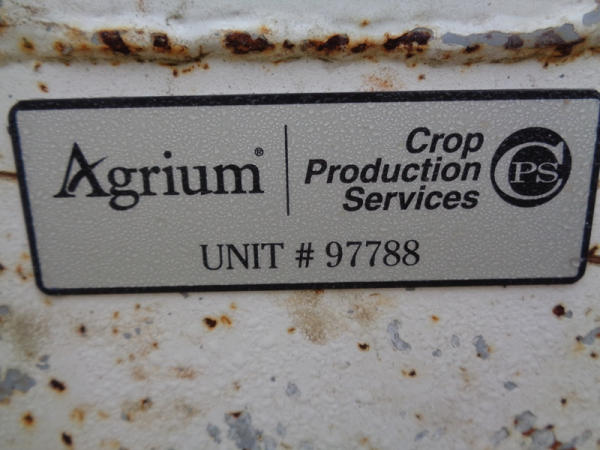 Agrium®
Crop
Production
Services
CPS
UNIT # 97788